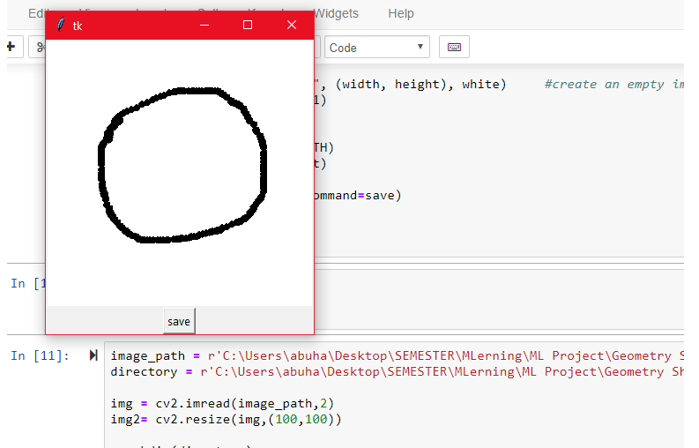 Widgets Help
tk
Code
", (width, height), white) #create an empty im
1)
TH)
t)
ommand=save)
In [1
save
In [11]:
image_path = r'C:\Users\abuha\Desktop\SEMESTER\MLerning\ML Project\Geometry S
directory = r'C:\Users\abuha\Desktop\SEMESTER\MLerning\ML Project\Geometry Sh
img = cv2.imread(image_path,2)
img2= cv2.resize(img,(100,100))